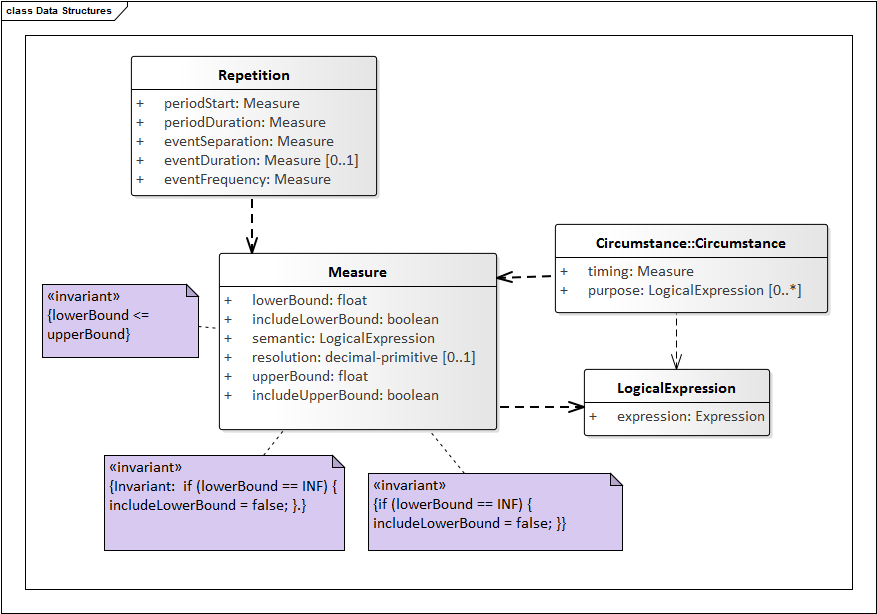 class Data Structures
Repetition
+ periodStart: Measure
+ periodDuration: Measure
+ eventSeparation: Measure
+ eventDuration: Measure [0..1]
+ eventFrequency: Measure
Circumstance::Circumstance
+ timing: Measure
+ purpose: LogicalExpression [0..*]
Measure
+ lowerBound: float
+ includeLowerBound: boolean
+ semantic: LogicalExpression
+ resolution: decimal-primitive [0..1]
+ upperBound: float
+ includeUpperBound: boolean
«invariant»
{lowerBound <=
upperBound}
LogicalExpression
+ expression: Expression
«invariant»
{Invariant:  if (lowerBound == INF) {
includeLowerBound = false; }.}
«invariant»
{if (lowerBound == INF) {
includeLowerBound = false; }}